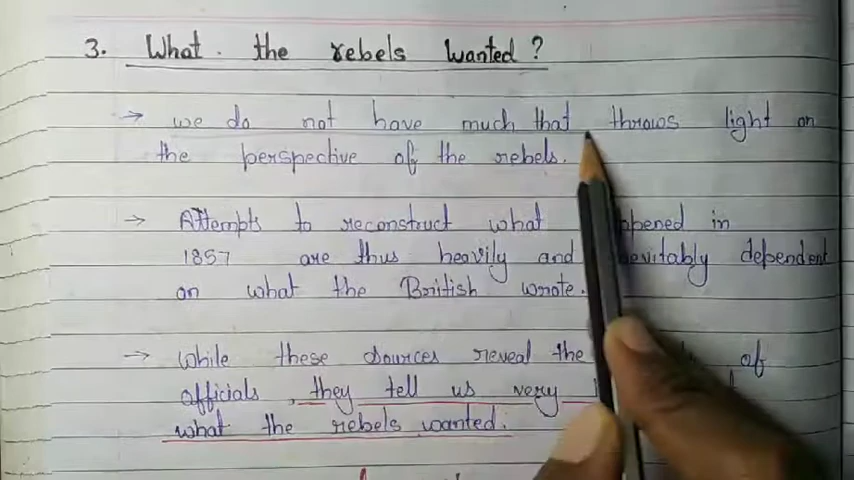 3. What the rebels wanted?
→ we do not have much that throws light on
the perspective of the rebels.
→ Attempts to reconstruct what ppened in
1857 are thus heavily and evitably dependent
on what the British wrote.
→ While these sources reveal the of
officials, they tell us very
what the rebels wanted.